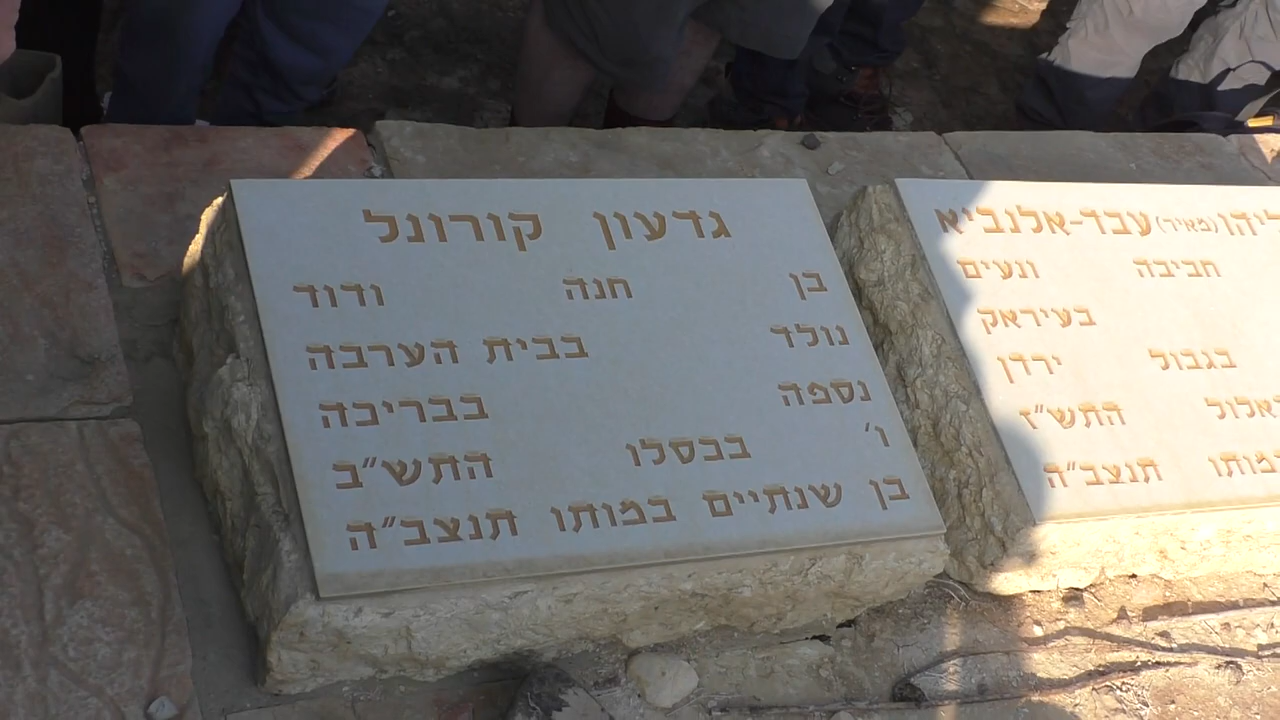 גדעון קורונל
בן חנה ודוד
נולד בבית הערבה
נספה בבריכה
ו׳ בכסלו התש״ב
בן שנתיים במותו תנצב״ה
(מאיר) עבד-אלנביא
חביבה ונעים
בעיראק
בגבול ירדן
התש״ז
תנצב״ה